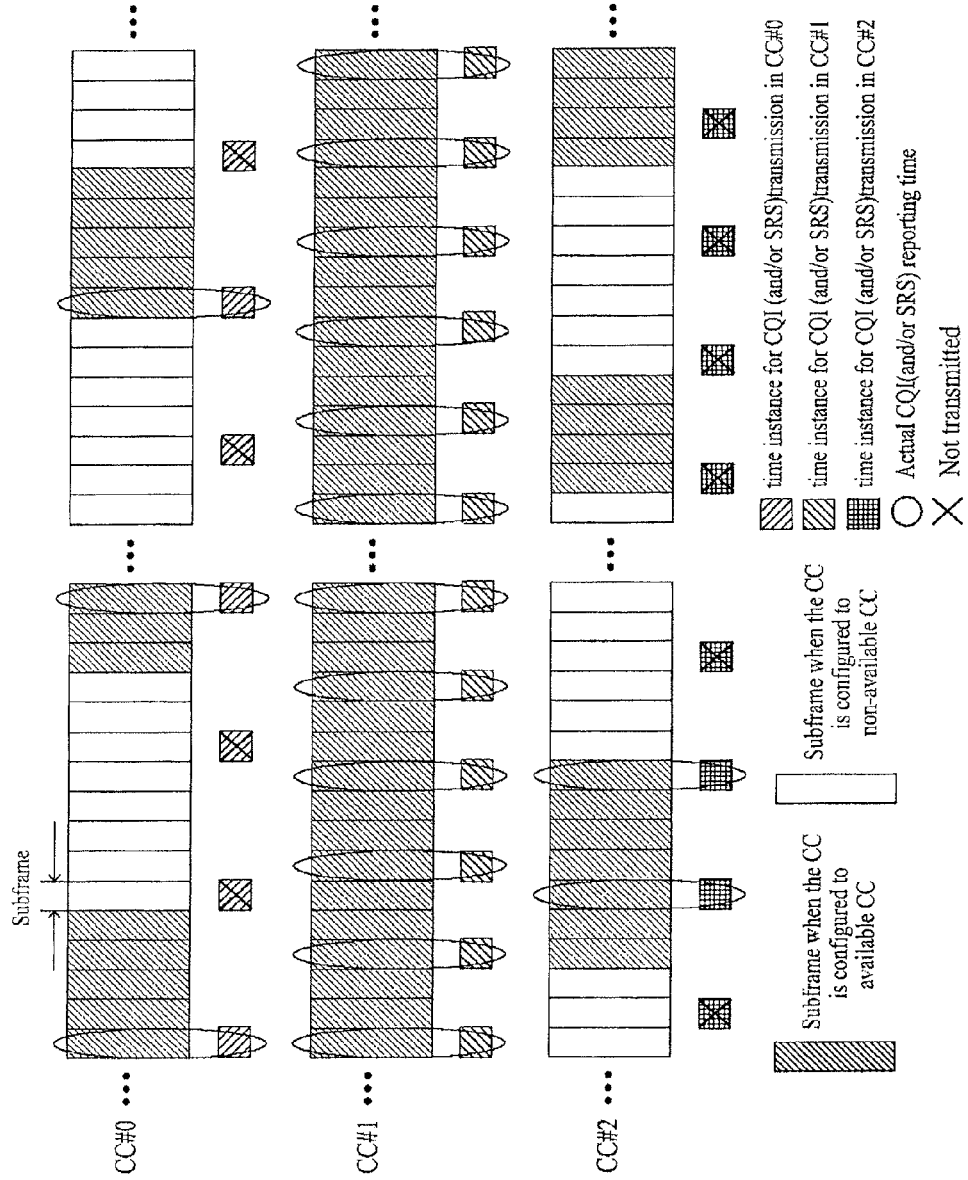 Subframe
CC#0
CC#1
CC#2
Subframe when the CC
is configured to
available CC
Subframe when the CC
is configured to
non-available CC
time instance for CQI (and/or SRS)transmission in CC#0
time instance for CQI (and/or SRS)transmission in CC#1
time instance for CQI (and/or SRS)transmission in CC#2
Actual CQI(and/or SRS) reporting time
Not transmitted